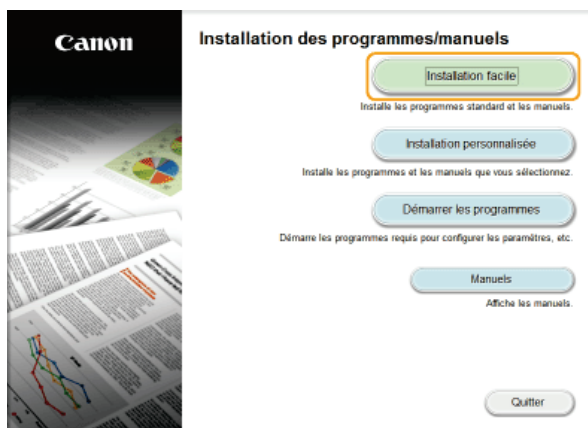 Canon
Installation des programmes/manuels
Installation facile
Installe les programmes standard et les manuels.
Installation personnalisée
Installe les programmes et les manuels que vous sélectionnez.
Démarrer les programmes
Démarre les programmes requis pour configurer les paramètres, etc.
Manuels
Affiche les manuels.
Quitter